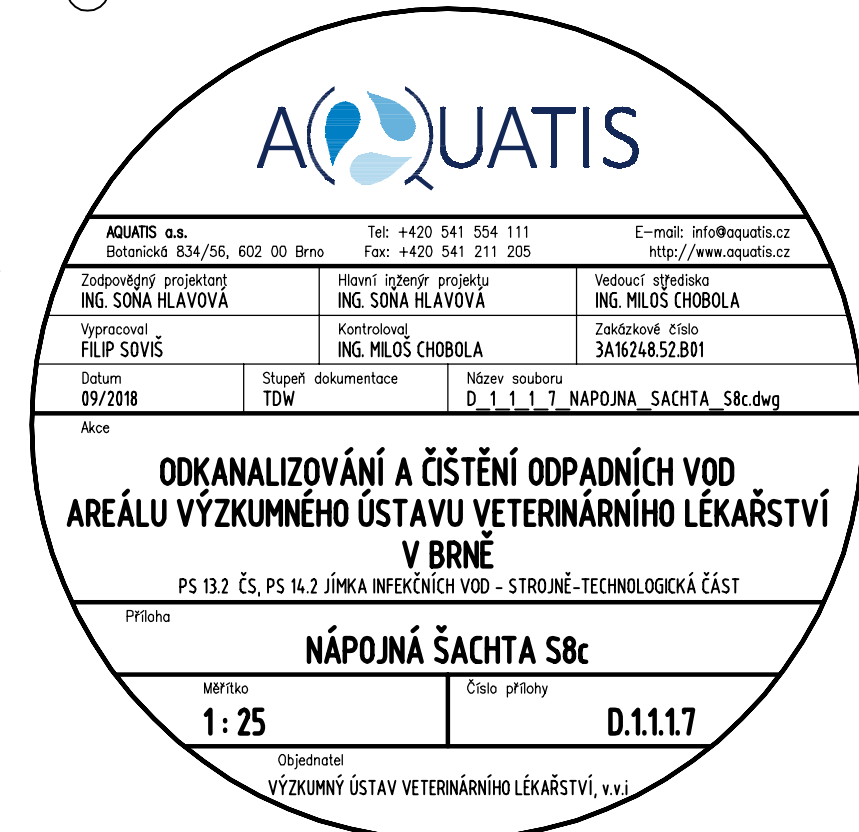 AQUATIS
AQUATIS a.s. Tel: +420 541 554 111 E-mail: info@aquatis.cz
Botanická 834/56, 602 00 Brno Fax: +420 541 211 205 http://www.aquatis.cz
Zodpovědný projektant Hlavní inženýr projektu Vedoucí střediska
ING. SOŇA HLAVOVÁ ING. SOŇA HLAVOVÁ ING. MILOŠ CHOBOLA
Vypracoval Kontroloval Zakázkové číslo
FILIP SOVIŠ ING. MILOŠ CHOBOLA 3A16248.52.B01
Datum Stupeň dokumentace Název souboru
09/2018 TDW D_1_1_1_7_NAPOJNA_SACHTA_S8c.dwg
Akce
ODKANALIZOVÁNÍ A ČIŠTĚNÍ ODPADNÍCH VOD
AREÁLU VÝZKUMNÉHO ÚSTAVU VETERINÁRNÍHO LÉKAŘSTVÍ
V BRNĚ
PS 13.2 ČS, PS 14.2 JÍMKA INFEKČNÍCH VOD - STROJNĚ-TECHNOLOGICKÁ ČÁST
Příloha
NÁPOJNÁ ŠACHTA S8c
Měřítko Číslo přílohy
1 : 25 D.1.1.1.7
Objednatel
VÝZKUMNÝ ÚSTAV VETERINÁRNÍHO LÉKAŘSTVÍ, v.v.i